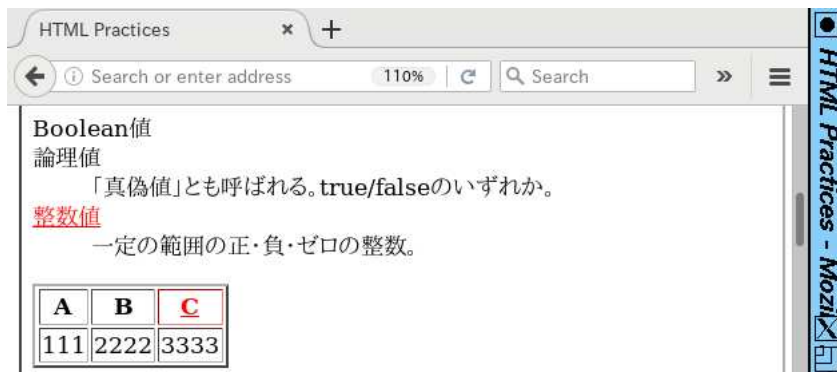 HTML Practices
Search or enter address 110% Search
Boolean値
論理値
「真偽値」とも呼ばれる。true/falseのいずれか。
整数値
一定の範囲の正・負・ゼロの整数。
A B C
111 2222 3333
HTML Practices - Mozil